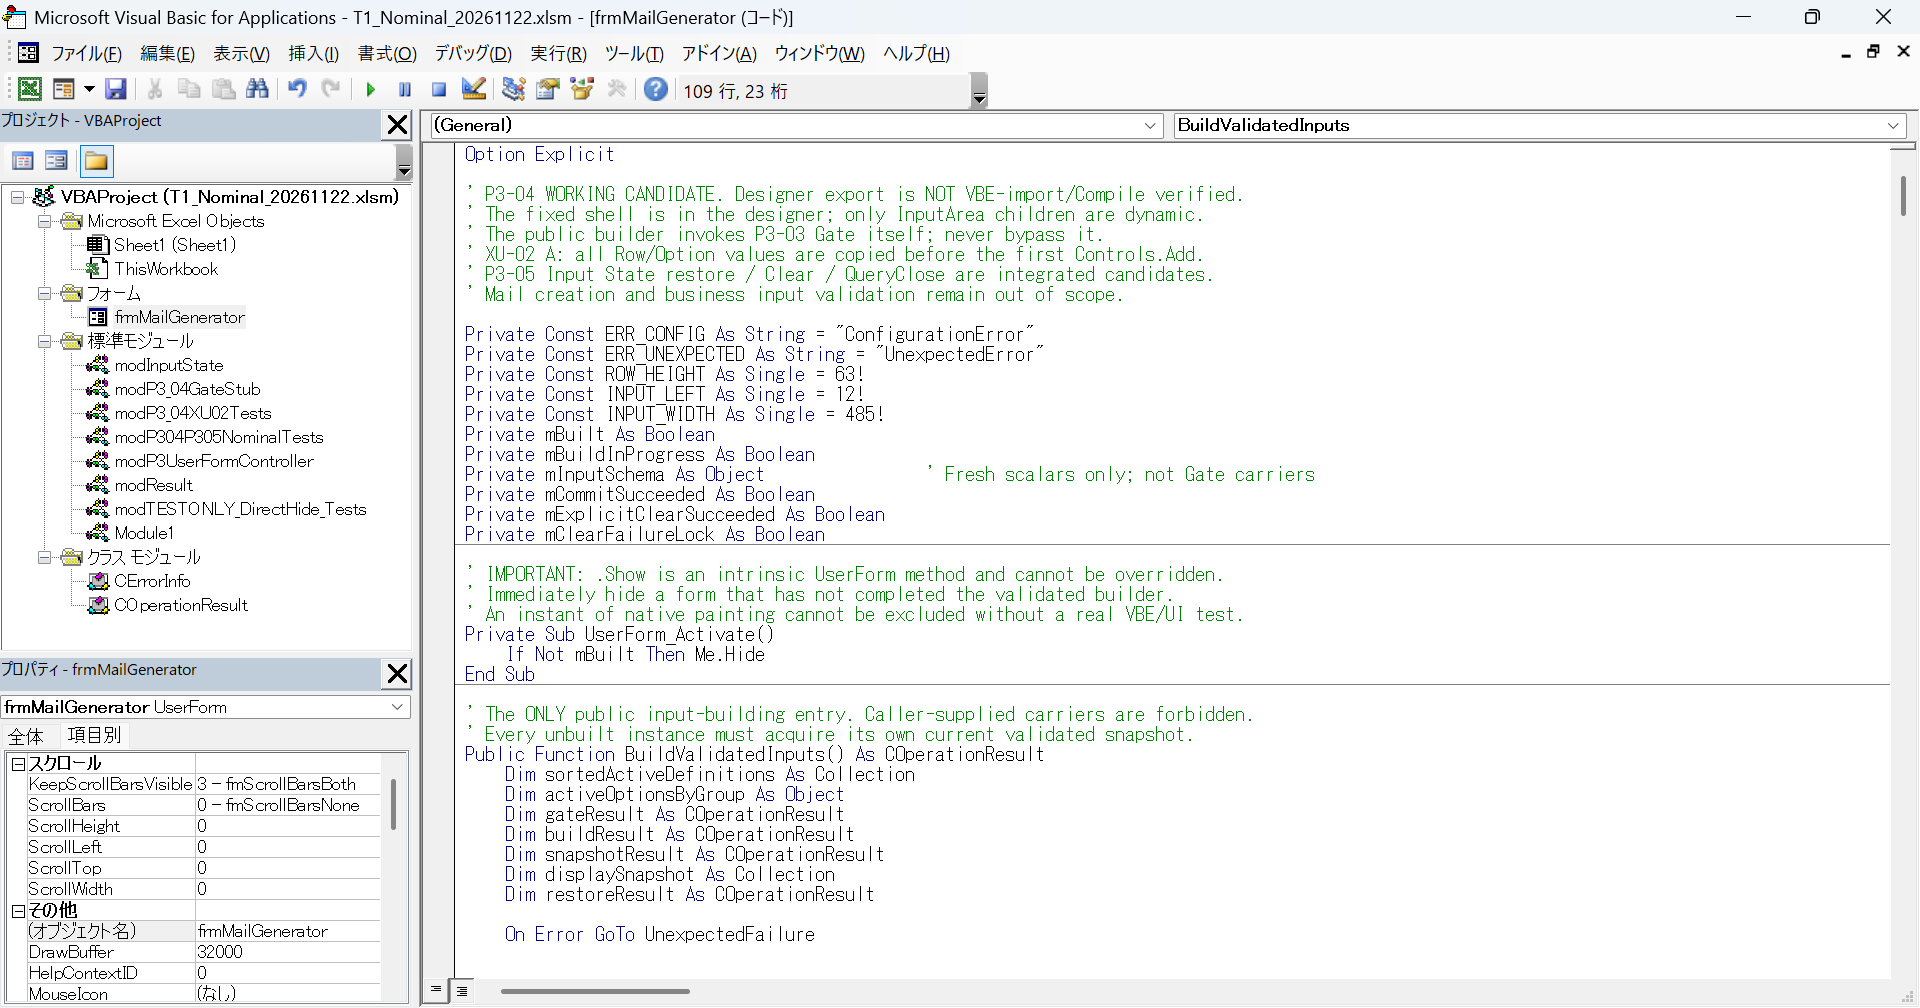 Microsoft Visual Basic for Applications - T1_Nominal_20261122.xlsm - [frmMailGenerator (コード)]
ファイル(F) 編集(E) 表示(V) 挿入(I) 書式(O) デバッグ(D) 実行(R) ツール(T) アドイン(A) ウィンドウ(W) ヘルプ(H)
109 行, 23 桁
プロジェクト - VBAProject
VBAProject (T1_Nominal_20261122.xlsm)
Microsoft Excel Objects
Sheet1 (Sheet1)
ThisWorkbook
フォーム
frmMailGenerator
標準モジュール
modInputState
modP3_04GateStub
modP3_04XU02Tests
modP304P305NominalTests
modP3UserFormController
modResult
modTESTONLY_DirectHide_Tests
Module1
クラス モジュール
CErrorInfo
COperationResult
プロパティ - frmMailGenerator
frmMailGenerator UserForm
全体 項目別
スクロール
KeepScrollBarsVisible 3 - fmScrollBarsBoth
ScrollBars 0 - fmScrollBarsNone
ScrollHeight 0
ScrollLeft 0
ScrollTop 0
ScrollWidth 0
その他
(オブジェクト名) frmMailGenerator
DrawBuffer 32000
HelpContextID 0
MouseIcon (なし)
(General) BuildValidatedInputs
Option Explicit
' P3-04 WORKING CANDIDATE. Designer export is NOT VBE-import/Compile verified.
' The fixed shell is in the designer; only InputArea children are dynamic.
' The public builder invokes P3-03 Gate itself; never bypass it.
' XU-02 A: all Row/Option values are copied before the first Controls.Add.
' P3-05 Input State restore / Clear / QueryClose are integrated candidates.
' Mail creation and business input validation remain out of scope.
Private Const ERR_CONFIG As String = "ConfigurationError"
Private Const ERR_UNEXPECTED As String = "UnexpectedError"
Private Const ROW_HEIGHT As Single = 63!
Private Const INPUT_LEFT As Single = 12!
Private Const INPUT_WIDTH As Single = 485!
Private mBuilt As Boolean
Private mBuildInProgress As Boolean
Private mInputSchema As Object ' Fresh scalars only; not Gate carriers
Private mCommitSucceeded As Boolean
Private mExplicitClearSucceeded As Boolean
Private mClearFailureLock As Boolean
' IMPORTANT: .Show is an intrinsic UserForm method and cannot be overridden.
' Immediately hide a form that has not completed the validated builder.
' An instant of native painting cannot be excluded without a real VBE/UI test.
Private Sub UserForm_Activate()
If Not mBuilt Then Me.Hide
End Sub
' The ONLY public input-building entry. Caller-supplied carriers are forbidden.
' Every unbuilt instance must acquire its own current validated snapshot.
Public Function BuildValidatedInputs() As COperationResult
Dim sortedActiveDefinitions As Collection
Dim activeOptionsByGroup As Object
Dim gateResult As COperationResult
Dim buildResult As COperationResult
Dim snapshotResult As COperationResult
Dim displaySnapshot As Collection
Dim restoreResult As COperationResult
On Error GoTo UnexpectedFailure